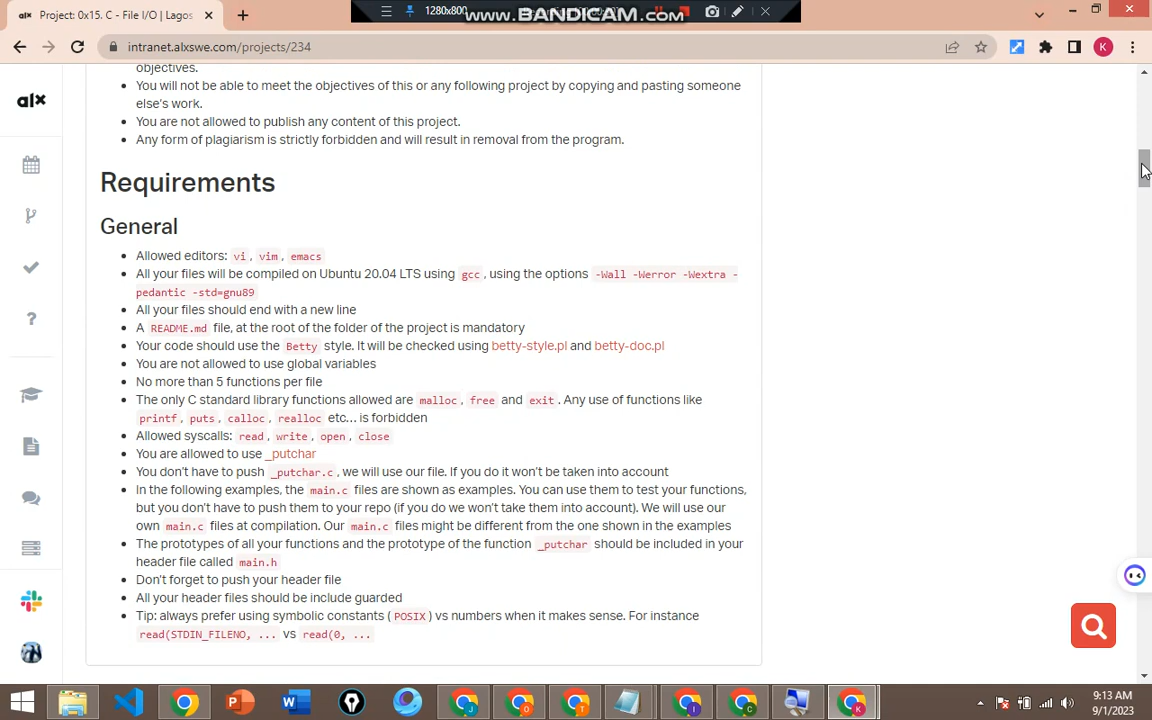 alx
Project: 0x15. C - File I/O | Lagos
1280x800
www.BANDICAM.com
intranet.alxswe.com/projects/234
K
alx
objectives.
You will not be able to meet the objectives of this or any following project by copying and pasting someone
else's work.
You are not allowed to publish any content of this project.
Any form of plagiarism is strictly forbidden and will result in removal from the program.
Requirements
General
Allowed editors: vi, vim, emacs
All your files will be compiled on Ubuntu 20.04 LTS using gcc, using the options -Wall -Werror -Wextra -
pedantic -std=gnu89
All your files should end with a new line
A README.md file, at the root of the folder of the project is mandatory
Your code should use the Betty style. It will be checked using betty-style.pl and betty-doc.pl
You are not allowed to use global variables
No more than 5 functions per file
The only C standard library functions allowed are malloc, free and exit. Any use of functions like
printf, puts, calloc, realloc etc... is forbidden
Allowed syscalls: read, write, open, close
You are allowed to use _putchar
You don't have to push _putchar.c, we will use our file. If you do it won't be taken into account
In the following examples, the main.c files are shown as examples. You can use them to test your functions,
but you don't have to push them to your repo (if you do we won't take them into account). We will use our
own main.c files at compilation. Our main.c files might be different from the one shown in the examples
The prototypes of all your functions and the prototype of the function _putchar should be included in your
header file called main.h
Don't forget to push your header file
All your header files should be include guarded
Tip: always prefer using symbolic constants (POSIX) vs numbers when it makes sense. For instance
read(STDIN_FILENO, ... vs read(0, ...
9:13 AM
9/1/2023